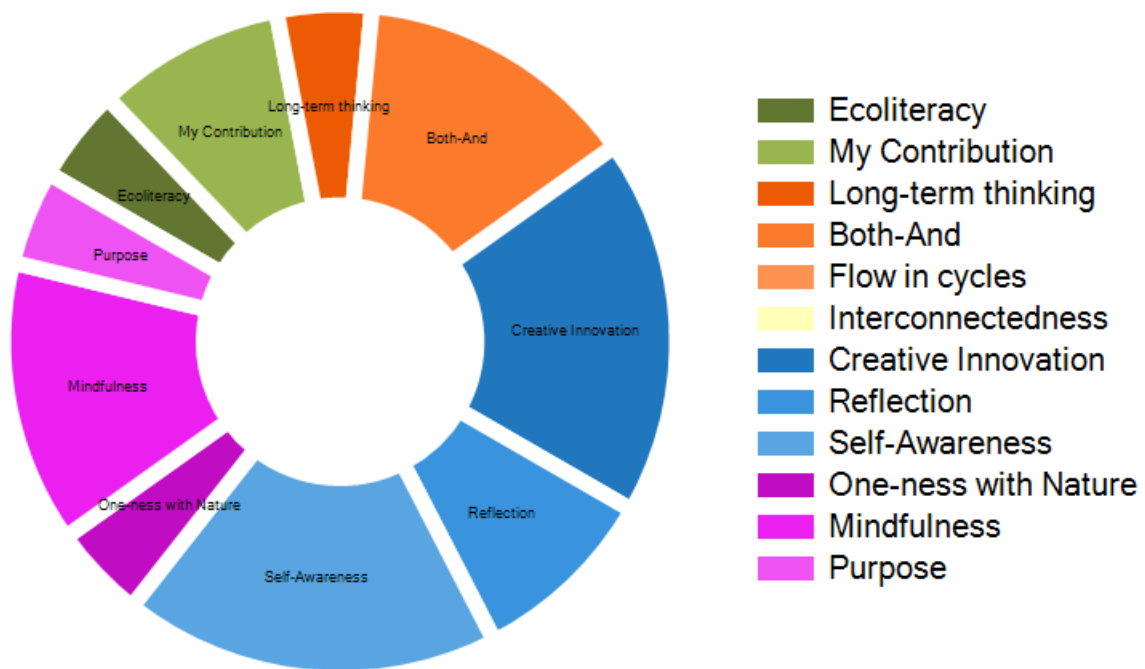 Long-term thinking
My Contribution
Both-And
Ecoliteracy
Purpose
Creative Innovation
Mindfulness
One-ness with Nature
Reflection
Self-Awareness
Ecoliteracy
My Contribution
Long-term thinking
Both-And
Flow in cycles
Interconnectedness
Creative Innovation
Reflection
Self-Awareness
One-ness with Nature
Mindfulness
Purpose